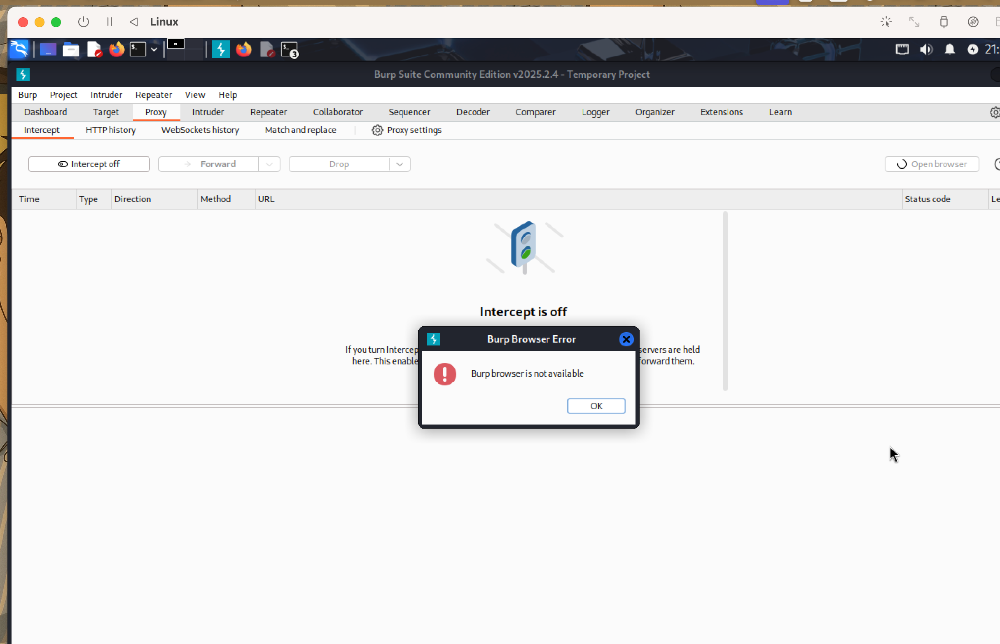 Linux
3
21:
Burp Suite Community Edition v2025.2.4 - Temporary Project
Burp Project Intruder Repeater View Help
Dashboard Target Proxy Intruder Repeater Collaborator Sequencer Decoder Comparer Logger Organizer Extensions Learn
Intercept HTTP history WebSockets history Match and replace Proxy settings
Intercept off Forward Drop Open browser
Time Type Direction Method URL Status code Le
Intercept is off
Burp Browser Error
If you turn Intercep servers are held
here. This enable forward them.
Burp browser is not available
OK